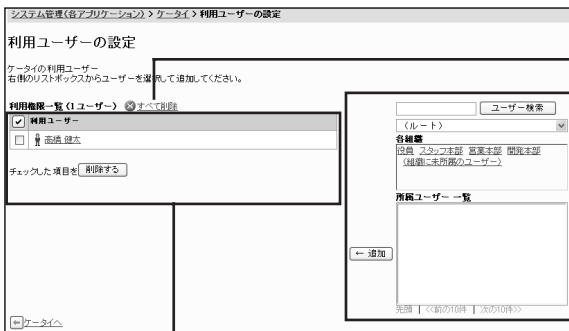 システム管理(各アプリケーション) > ケータイ > 利用ユーザーの設定
利用ユーザーの設定
ケータイの利用ユーザー
右側のリストボックスからユーザーを選択して追加してください。
利用権限一覧 (1ユーザー) すべて削除
利用ユーザー
高橋 健太
チェックした項目を 削除する
ケータイへ
ユーザー検索
(ルート)
各組織
役員 スタッフ本部 営業本部 開発本部
(組織に未所属のユーザー)
所属ユーザー 一覧
← 追加
先頭 | <<前の10件 | 次の10件>>